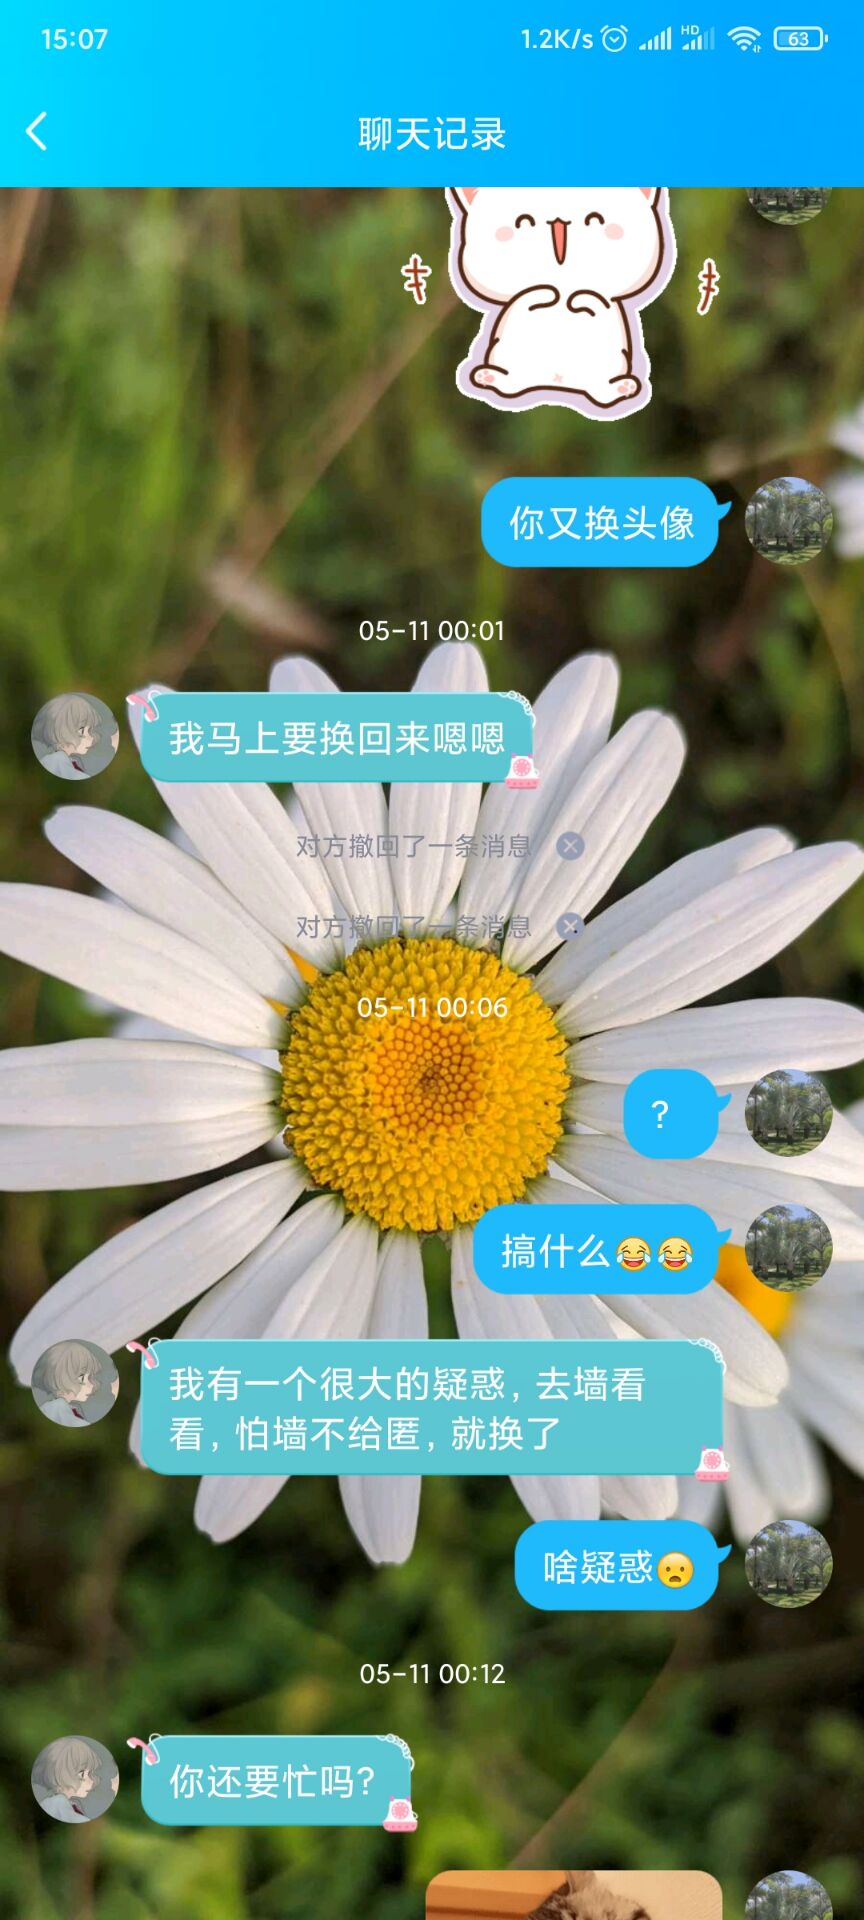 15:07
1.2K/s HD 63
聊天记录
你又换头像
05-11 00:01
我马上要换回来嗯嗯
对方撤回了一条消息
对方撤回了一条消息
05-11 00:06
?
搞什么😂😂
我有一个很大的疑惑，去墙看
看，怕墙不给匿，就换了
啥疑惑😦
05-11 00:12
你还要忙吗?